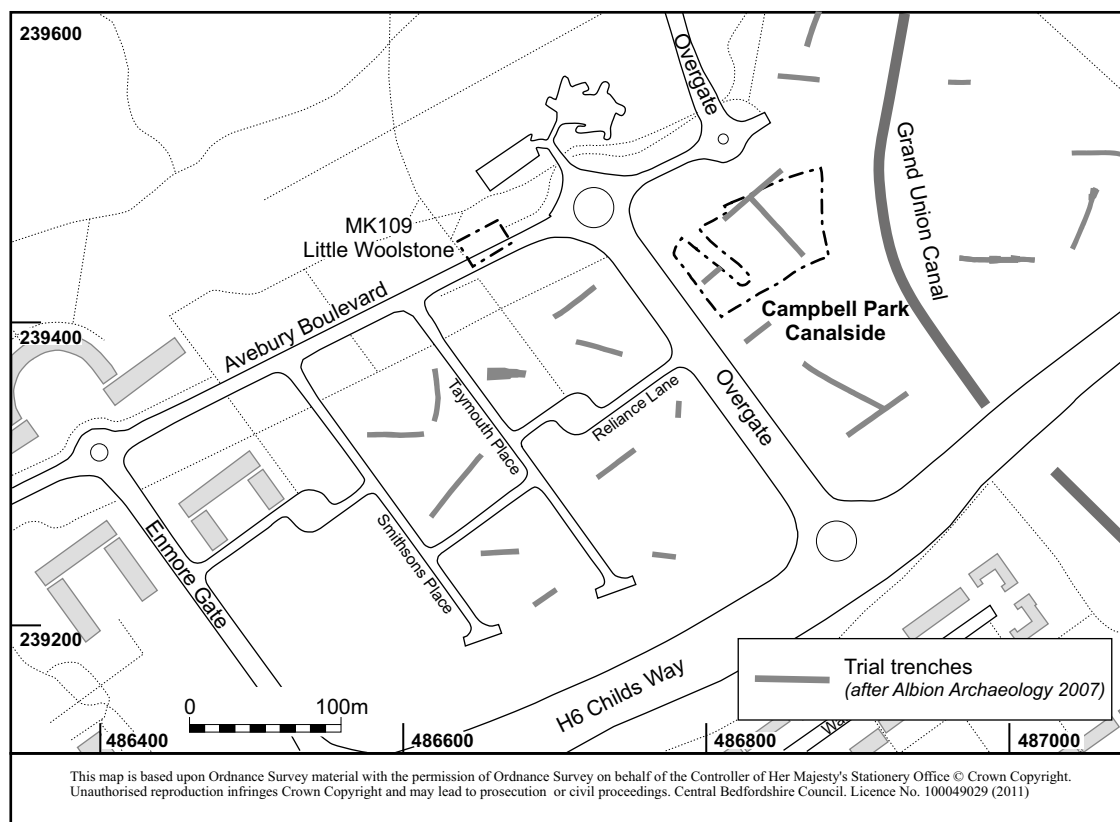 239600
Overgate
Grand Union Canal
MK109
Little Woolstone
Avebury Boulevard
239400
Campbell Park
Canalside
Taymouth Place
Reliance Lane
Overgate
Smithsons Place
Enmore Gate
239200
H6 Childs Way
Trial trenches
(after Albion Archaeology 2007)
0
100m
486400
486600
486800
487000
This map is based upon Ordnance Survey material with the permission of Ordnance Survey on behalf of the Controller of Her Majesty's Stationery Office © Crown Copyright.
Unauthorised reproduction infringes Crown Copyright and may lead to prosecution or civil proceedings. Central Bedfordshire Council. Licence No. 100049029 (2011)